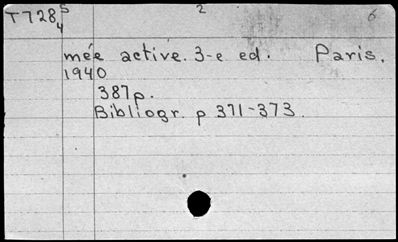 T728 5/4 2 6
mée active. 3-e ed. Paris.
1940
387p.
Bibliogr. p 371-373.